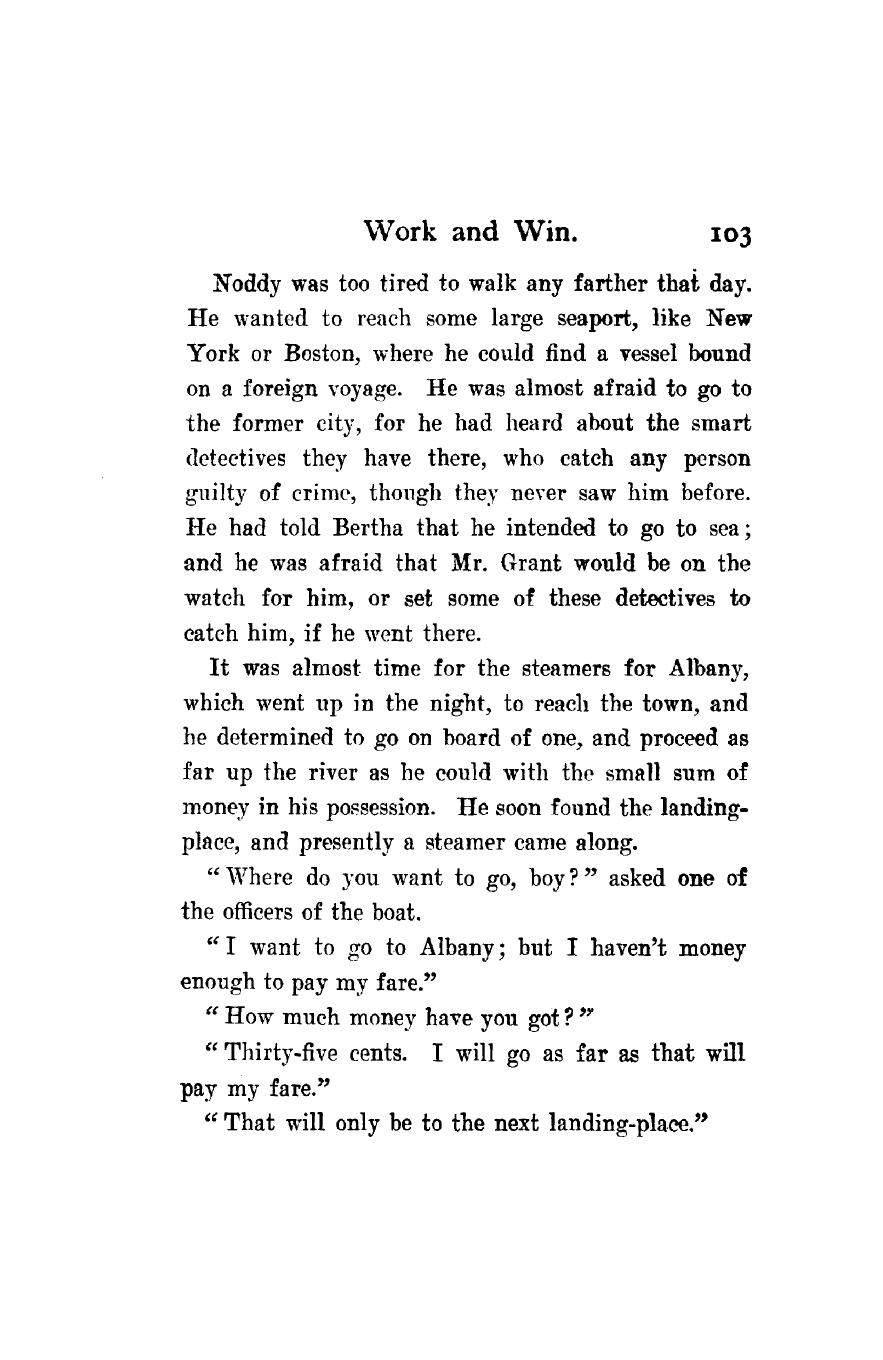 Work and Win. 103
Noddy was too tired to walk any farther that day.
He wanted to reach some large seaport, like New
York or Boston, where he could find a vessel bound
on a foreign voyage. He was almost afraid to go to
the former city, for he had heard about the smart
detectives they have there, who catch any person
guilty of crime, though they never saw him before.
He had told Bertha that he intended to go to sea;
and he was afraid that Mr. Grant would be on the
watch for him, or set some of these detectives to
catch him, if he went there.
It was almost time for the steamers for Albany,
which went up in the night, to reach the town, and
he determined to go on board of one, and proceed as
far up the river as he could with the small sum of
money in his possession. He soon found the landing-
place, and presently a steamer came along.
"Where do you want to go, boy?" asked one of
the officers of the boat.
"I want to go to Albany; but I haven't money
enough to pay my fare."
"How much money have you got?"
"Thirty-five cents. I will go as far as that will
pay my fare."
"That will only be to the next landing-place."